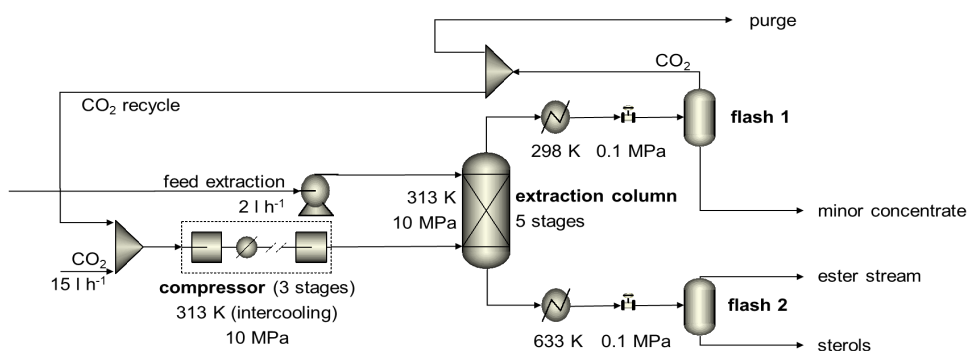 purge
CO₂
CO₂ recycle
flash 1
298 K 0.1 MPa
feed extraction
2 l h⁻¹
313 K
10 MPa
extraction column
5 stages
minor concentrate
CO₂
15 l h⁻¹
compressor (3 stages)
313 K (intercooling)
10 MPa
ester stream
flash 2
633 K 0.1 MPa
sterols